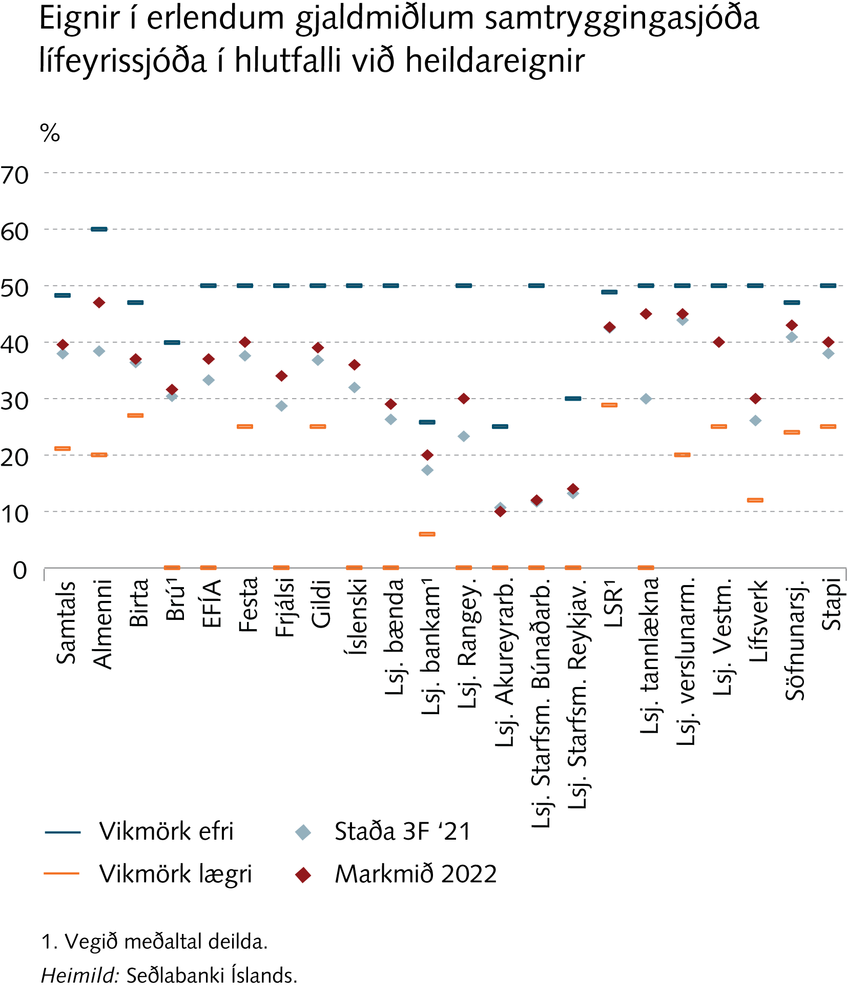 Eignir í erlendum gjaldmiðlum samtryggingasjóða
lífeyrissjóða í hlutfalli við heildareignir
%
70
60
50
40
30
20
10
0
Samtals
Almenni
Birta
Brú¹
EFÍA
Festa
Frjálsi
Gildi
Íslenski
Lsj. bænda
Lsj. bankam¹
Lsj. Rangey.
Lsj. Akureyrarb.
Lsj. Starfsm. Búnaðarb.
Lsj. Starfsm. Reykjav.
LSR¹
Lsj. tannlækna
Lsj. verslunarm.
Lsj. Vestm.
Lífsverk
Söfnunarsj.
Stapi
Vikmörk efri
Staða 3F ‘21
Vikmörk lægri
Markmið 2022
1. Vegið meðaltal deilda.
Heimild: Seðlabanki Íslands.